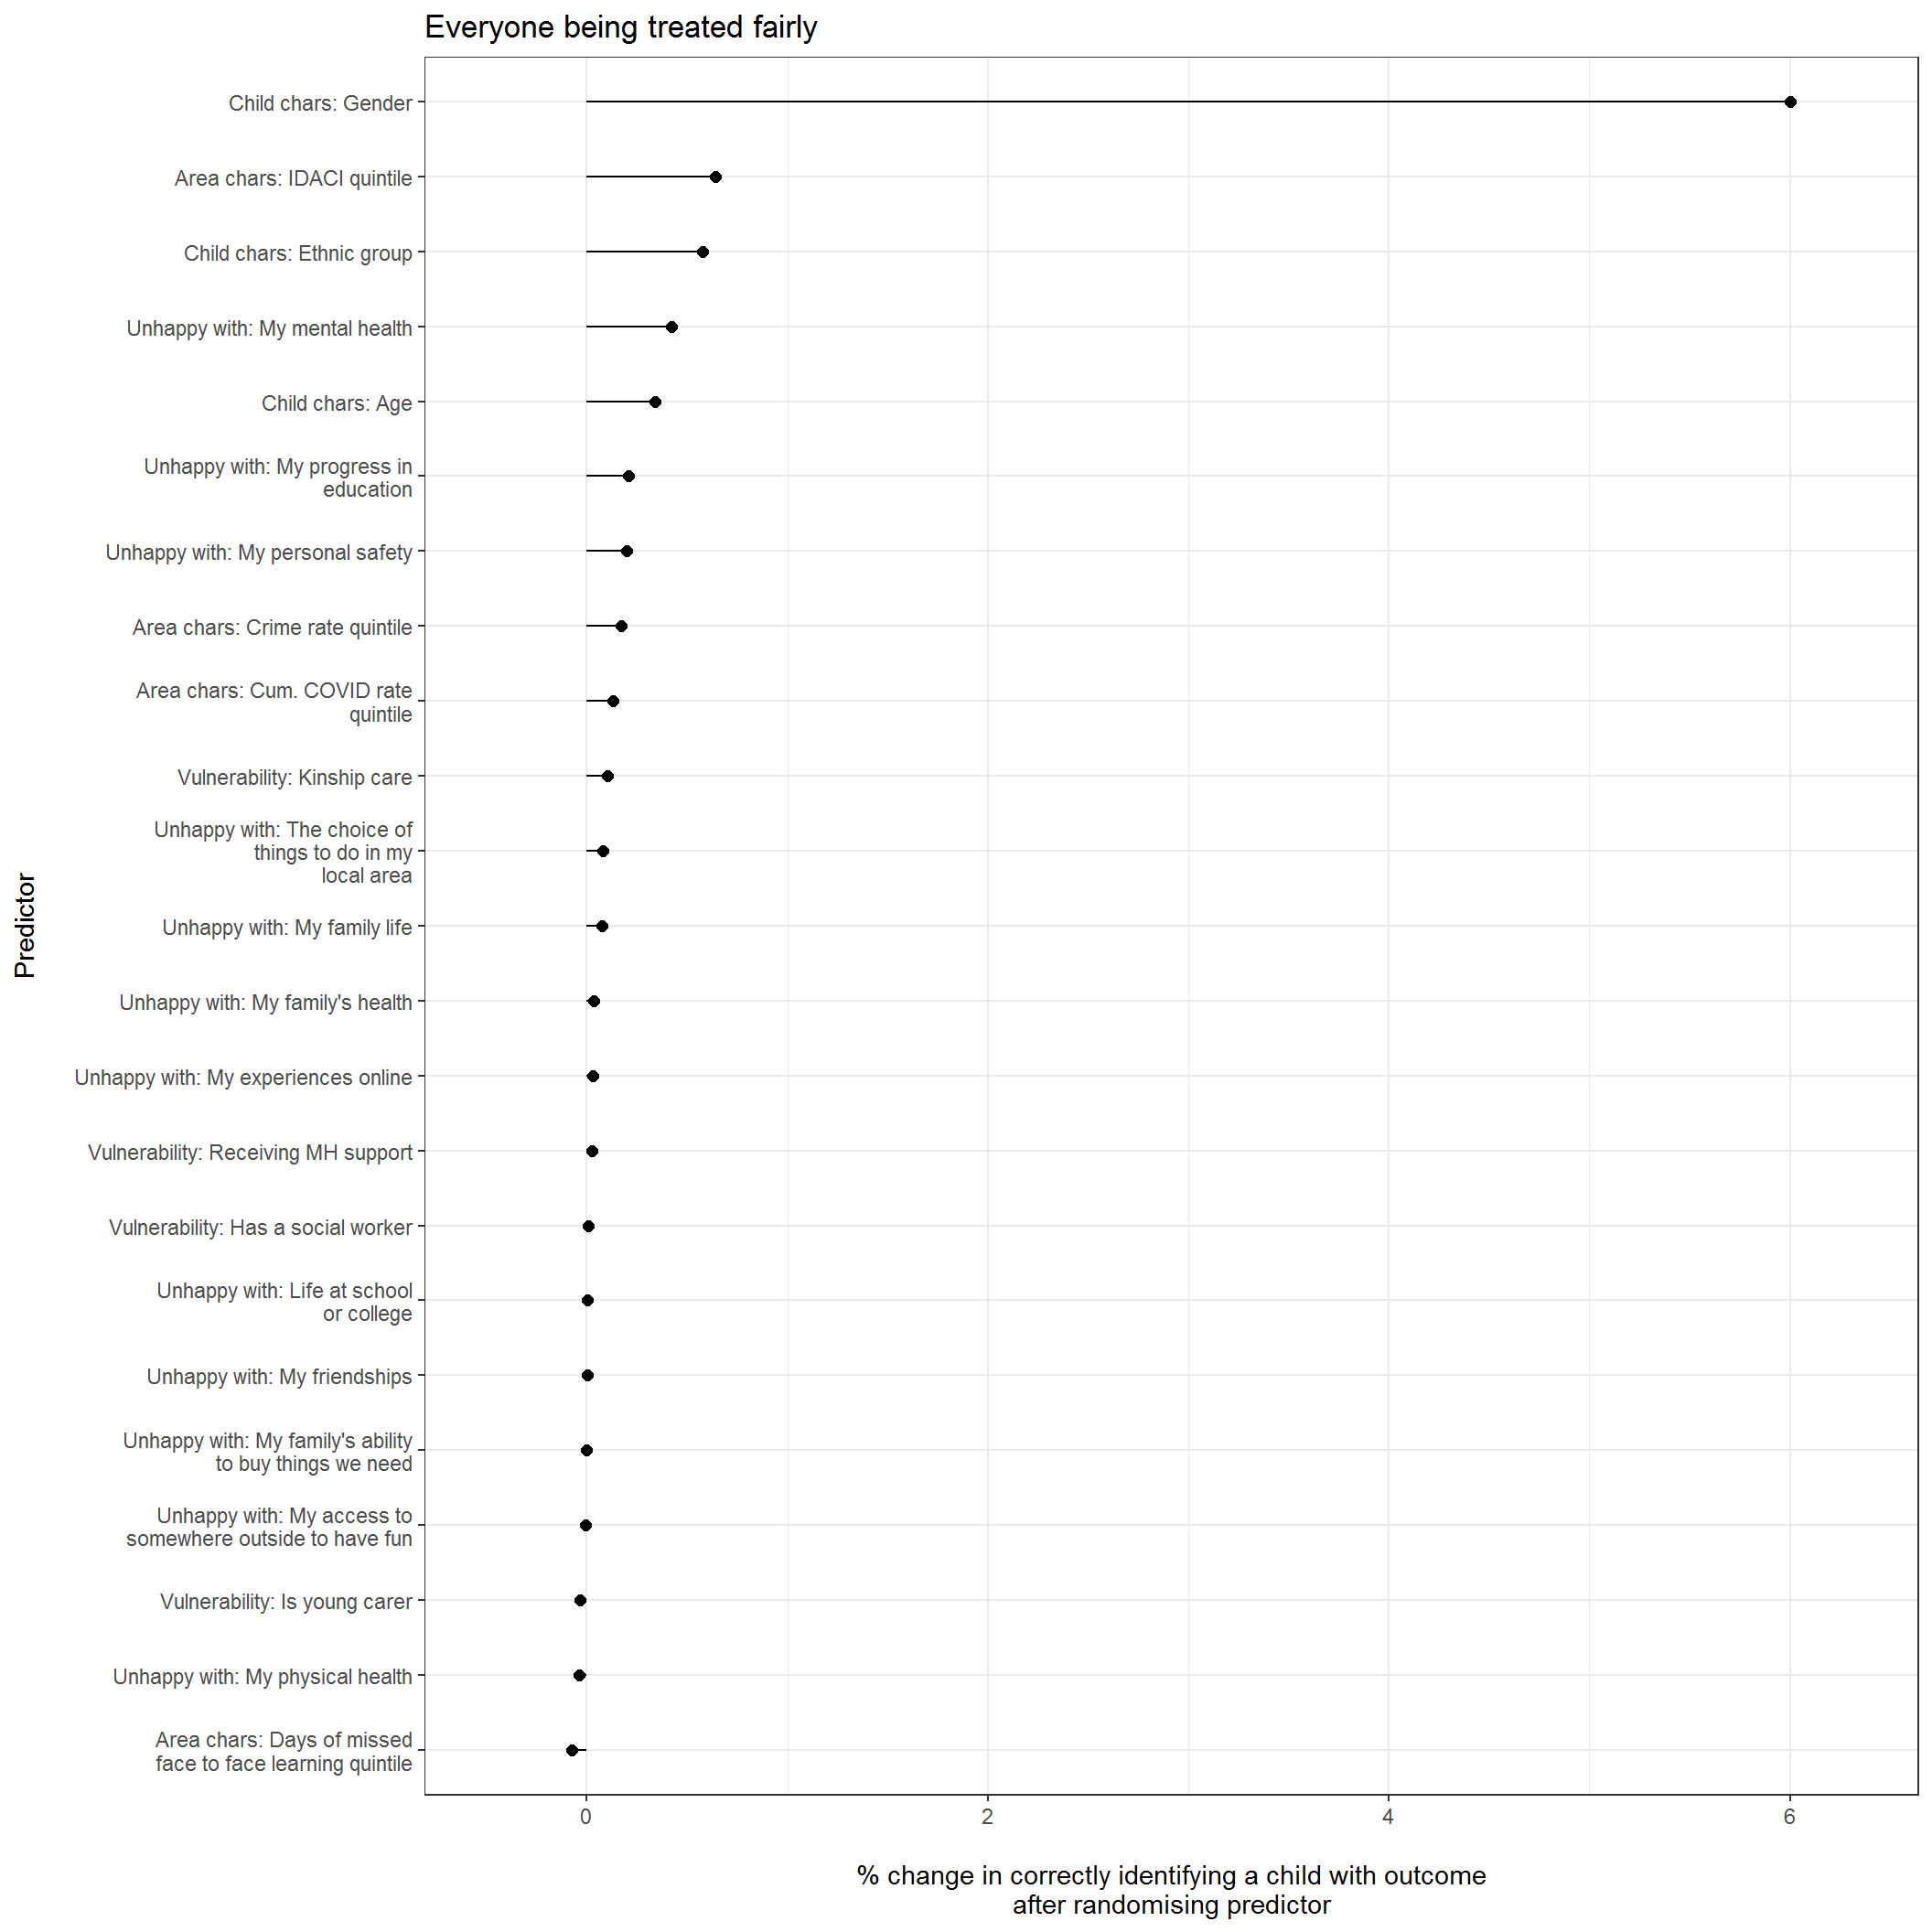 Everyone being treated fairly
Child chars: Gender
Area chars: IDACI quintile
Child chars: Ethnic group
Unhappy with: My mental health
Child chars: Age
Unhappy with: My progress in
education
Unhappy with: My personal safety
Area chars: Crime rate quintile
Area chars: Cum. COVID rate
quintile
Vulnerability: Kinship care
Unhappy with: The choice of
things to do in my
local area
Unhappy with: My family life
Unhappy with: My family's health
Unhappy with: My experiences online
Vulnerability: Receiving MH support
Vulnerability: Has a social worker
Unhappy with: Life at school
or college
Unhappy with: My friendships
Unhappy with: My family's ability
to buy things we need
Unhappy with: My access to
somewhere outside to have fun
Vulnerability: Is young carer
Unhappy with: My physical health
Area chars: Days of missed
face to face learning quintile
Predictor
0 2 4 6
% change in correctly identifying a child with outcome
after randomising predictor